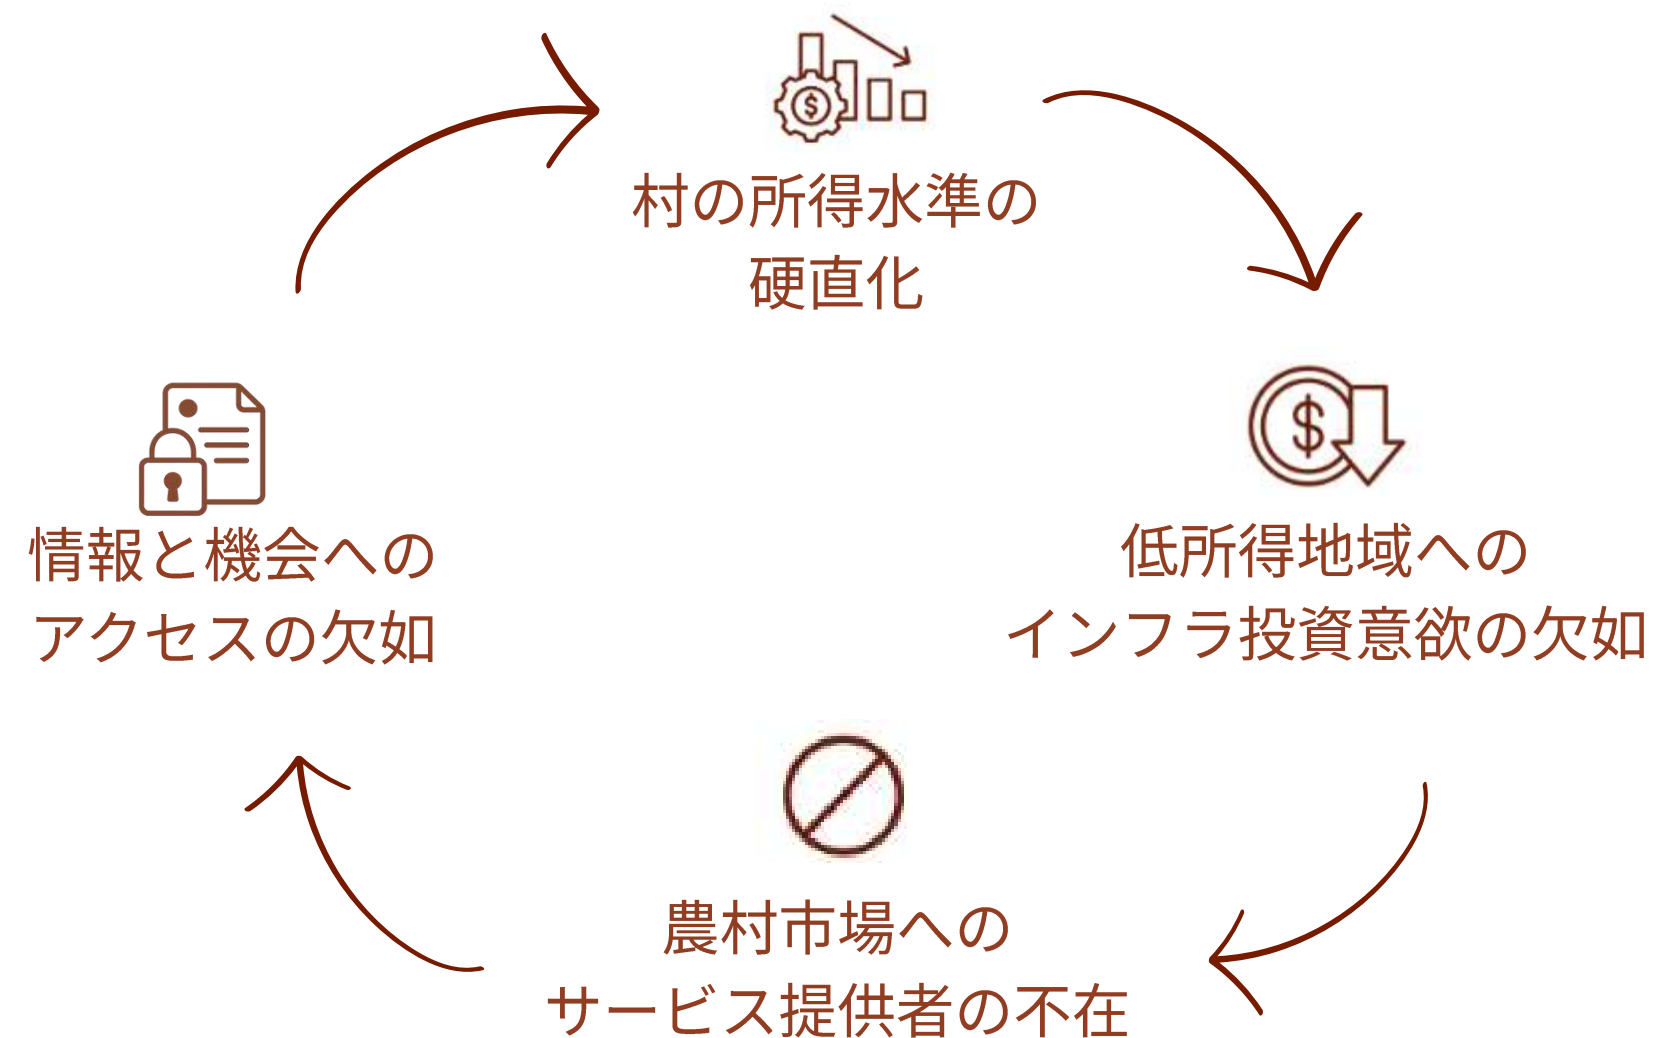 村の所得水準の
硬直化
低所得地域への
インフラ投資意欲の欠如
農村市場への
サービス提供者の不在
情報と機会への
アクセスの欠如
$
$